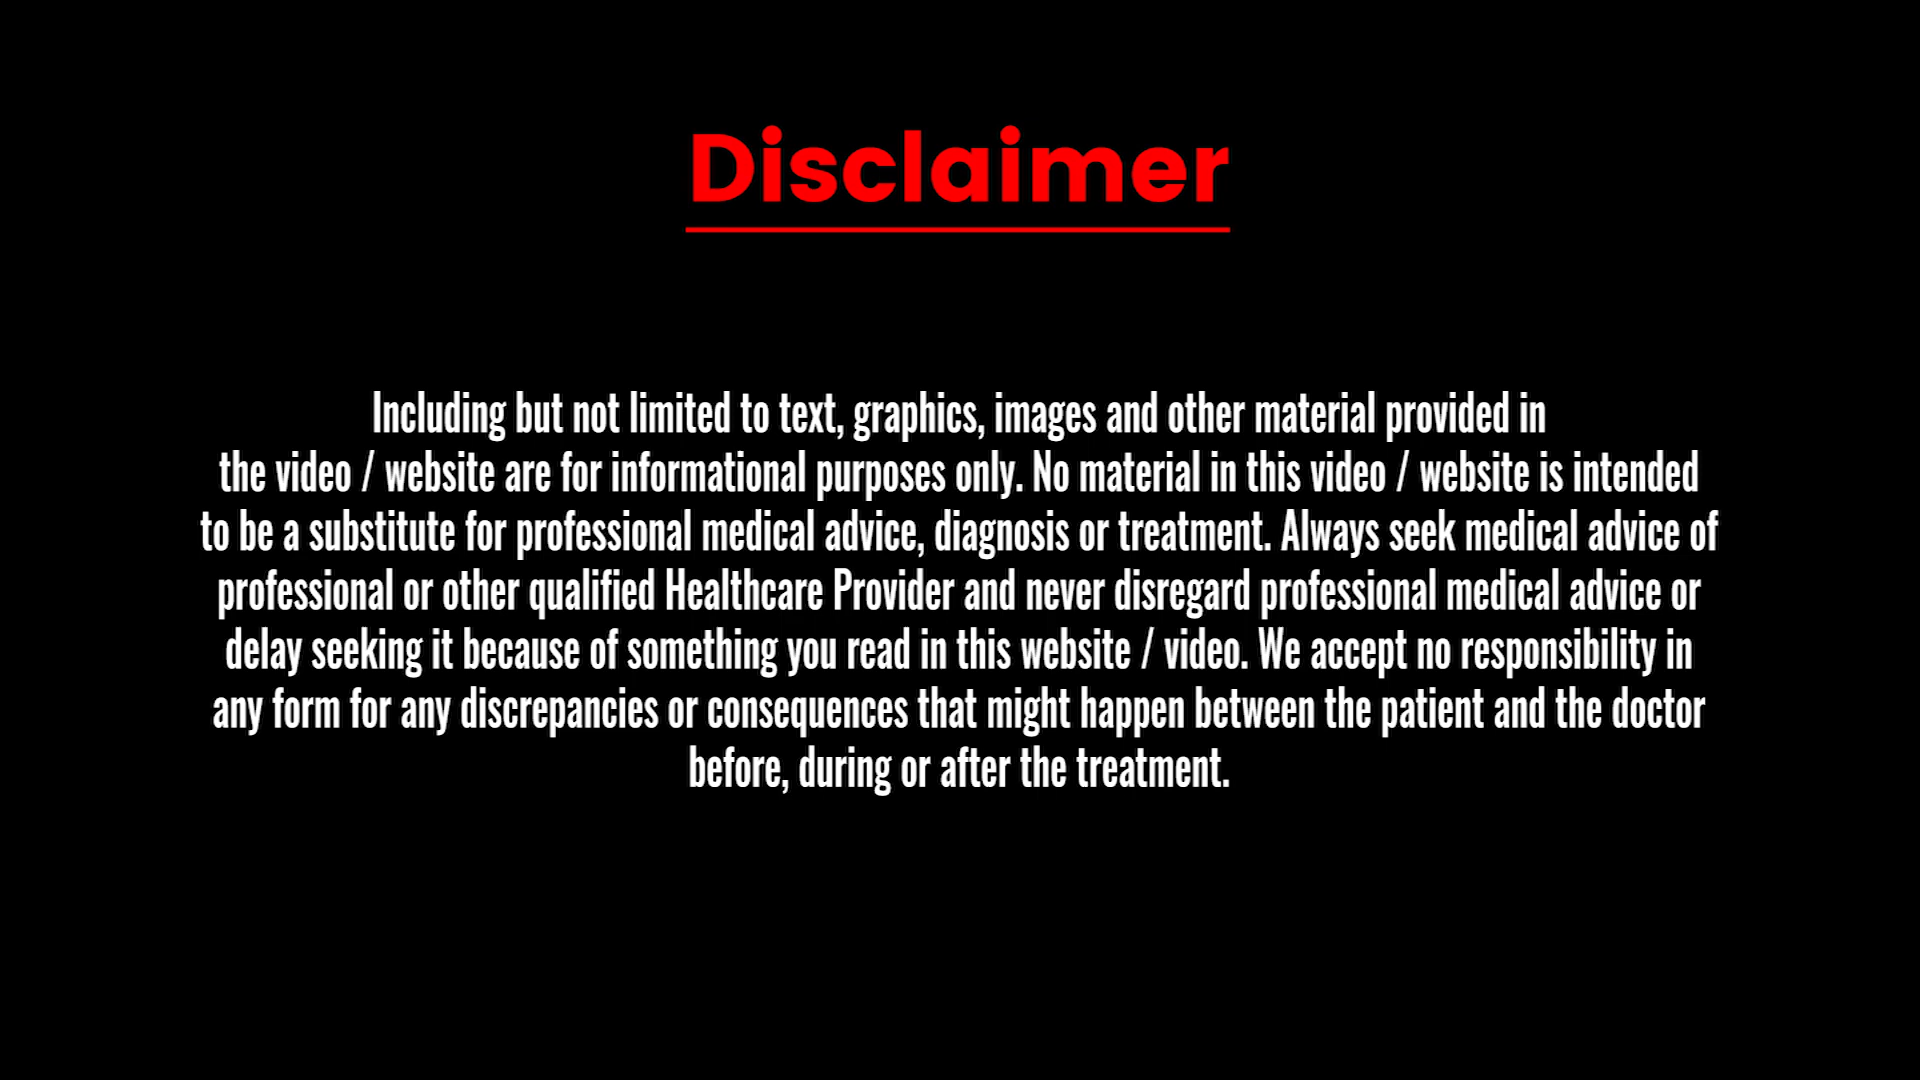 Disclaimer
Including but not limited to text, graphics, images and other material provided in
the video / website are for informational purposes only. No material in this video / website is intended
to be a substitute for professional medical advice, diagnosis or treatment. Always seek medical advice of
professional or other qualified Healthcare Provider and never disregard professional medical advice or
delay seeking it because of something you read in this website / video. We accept no responsibility in
any form for any discrepancies or consequences that might happen between the patient and the doctor
before, during or after the treatment.